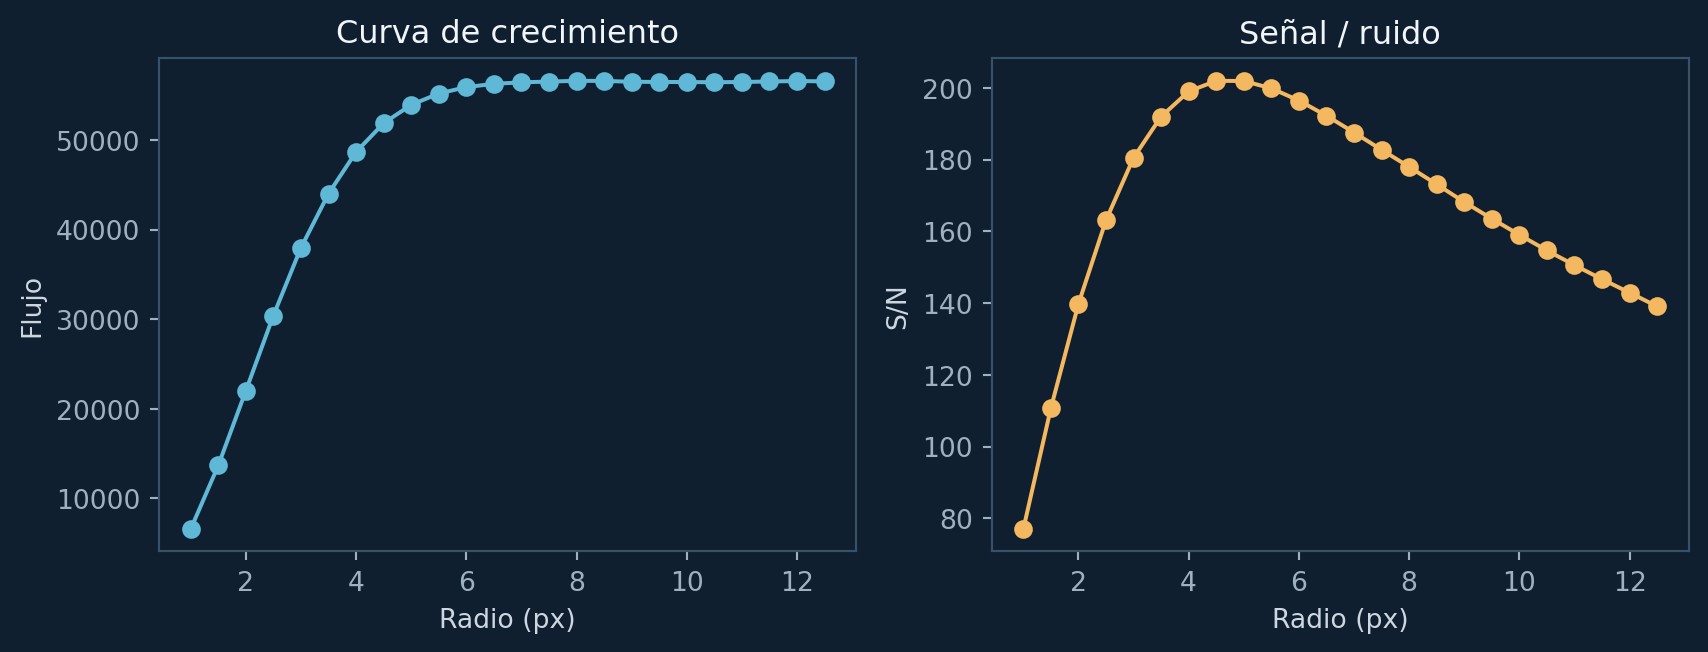 Curva de crecimiento
Flujo
50000
40000
30000
20000
10000
2 4 6 8 10 12
Radio (px)
Señal / ruido
S/N
200
180
160
140
120
100
80
2 4 6 8 10 12
Radio (px)